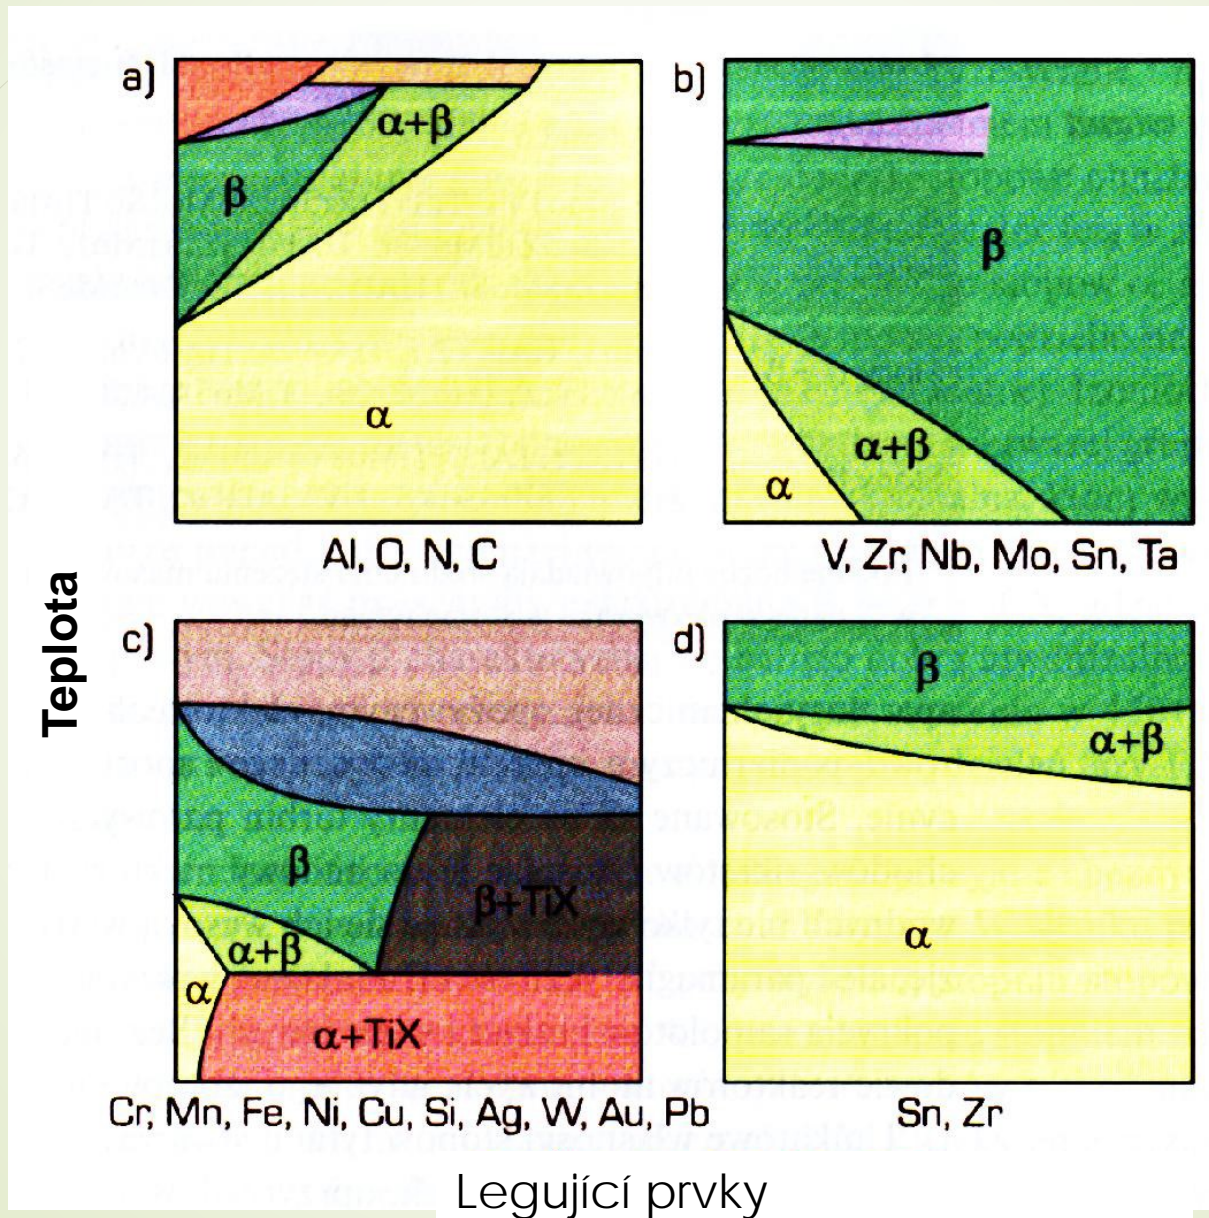 a)
α+β
β
α
Al, O, N, C
b)
β
α+β
α
V, Zr, Nb, Mo, Sn, Ta
Teplota
c)
β
β+TiX
α+β
α
α+TiX
Cr, Mn, Fe, Ni, Cu, Si, Ag, W, Au, Pb
d)
β
α+β
α
Sn, Zr
Legující prvky